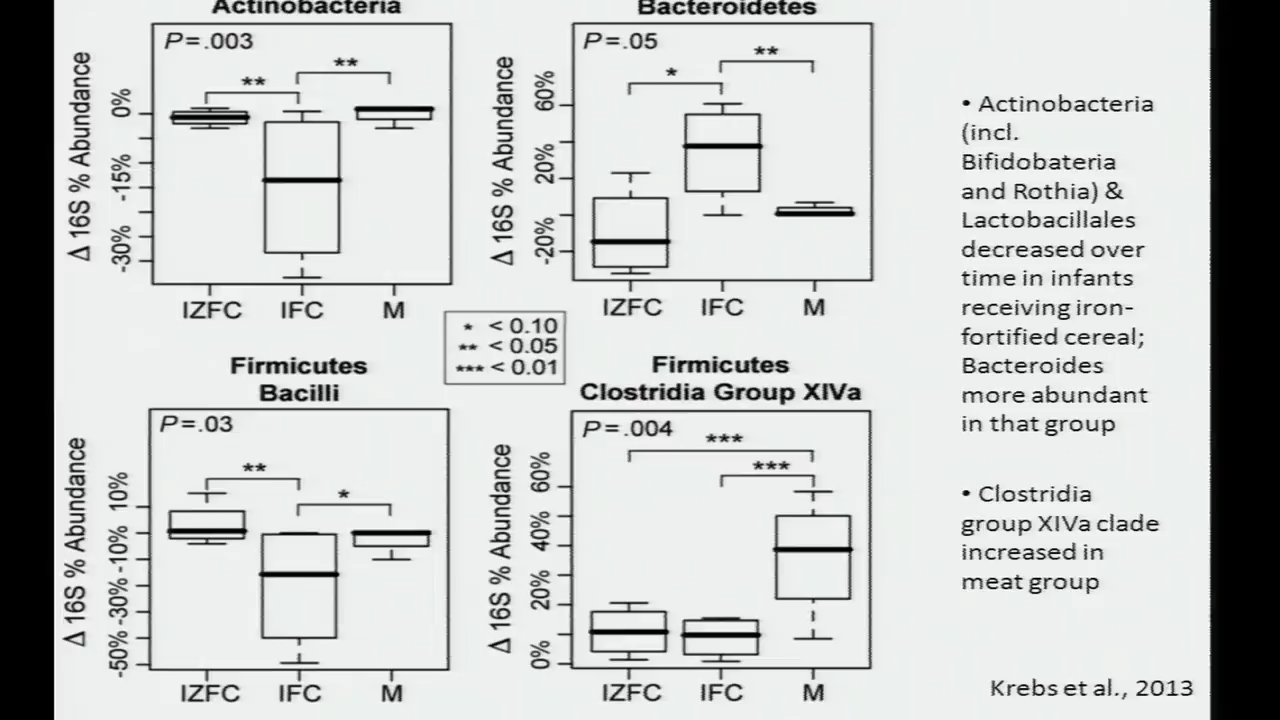 Actinobacteria
P=.003
**
**
Δ 16S % Abundance
0%
-15%
-30%
IZFC IFC M
Bacteroidetes
P=.05
*
**
Δ 16S % Abundance
60%
20%
-20%
IZFC IFC M
* < 0.10
** < 0.05
*** < 0.01
Firmicutes
Bacilli
P=.03
**
*
Δ 16S % Abundance
10%
-10%
-30%
-50%
IZFC IFC M
Firmicutes
Clostridia Group XIVa
P=.004
***
***
Δ 16S % Abundance
60%
40%
20%
0%
IZFC IFC M
• Actinobacteria
(incl.
Bifidobateria
and Rothia) &
Lactobacillales
decreased over
time in infants
receiving iron-
fortified cereal;
Bacteroides
more abundant
in that group
• Clostridia
group XIVa clade
increased in
meat group
Krebs et al., 2013